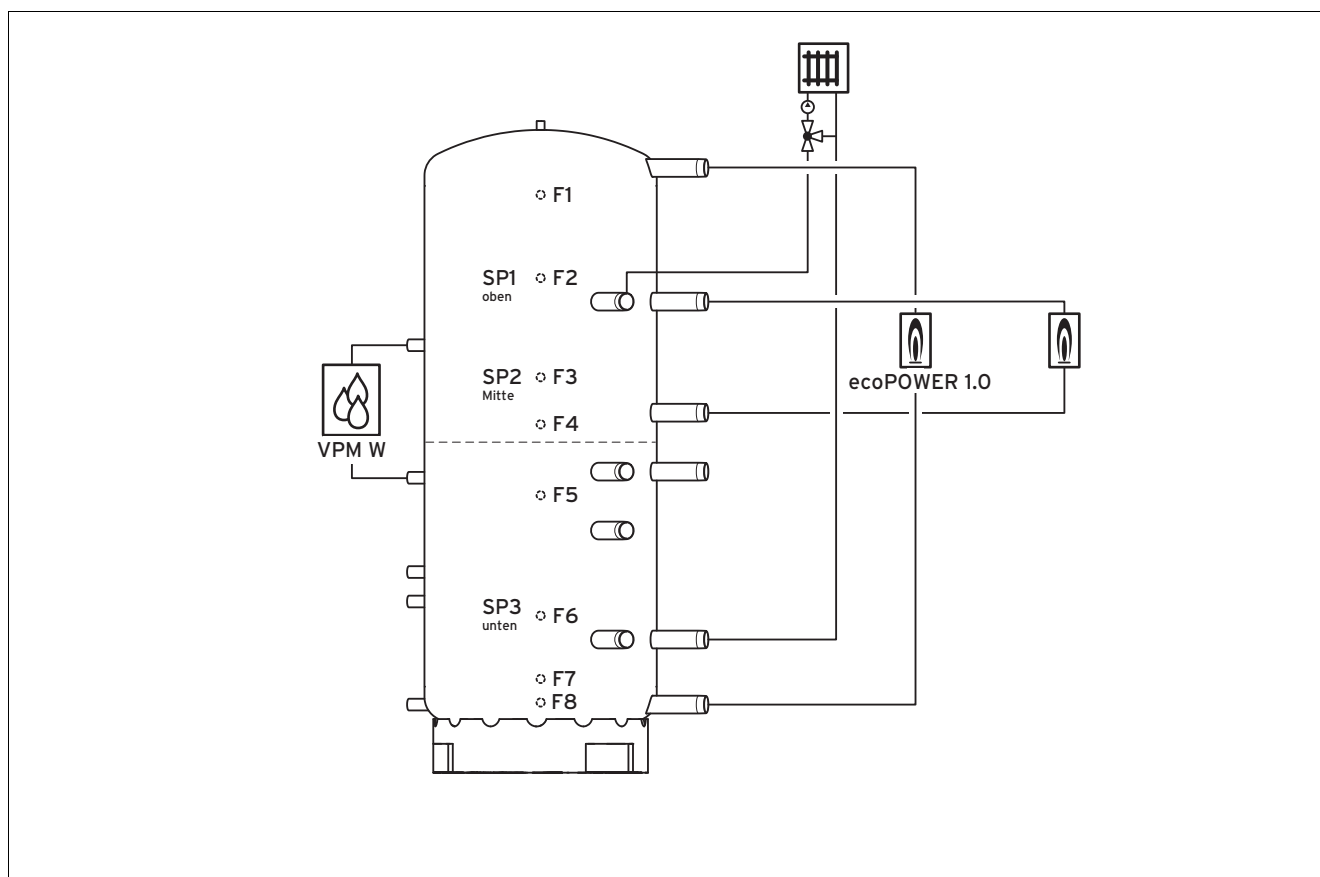 F1
SP1 F2
oben
SP2 F3
Mitte
F4
VPM W
ecoPOWER 1.0
F5
SP3 F6
unten
F7
F8